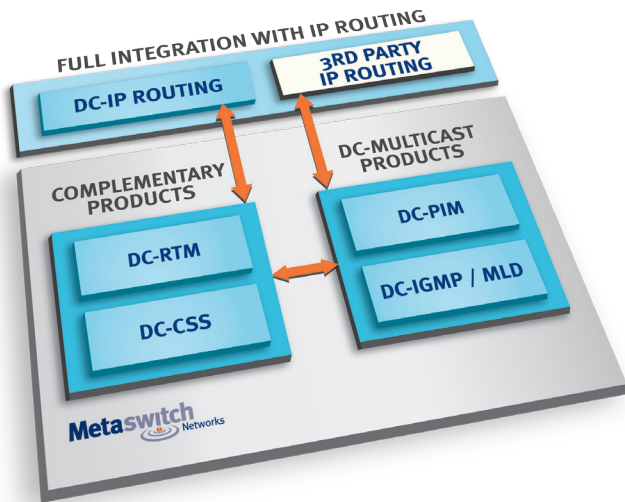 FULL INTEGRATION WITH IP ROUTING
DC-IP ROUTING
3RD PARTY
IP ROUTING
COMPLEMENTARY
PRODUCTS
DC-MULTICAST
PRODUCTS
DC-RTM
DC-CSS
DC-PIM
DC-IGMP / MLD
Metaswitch
Networks